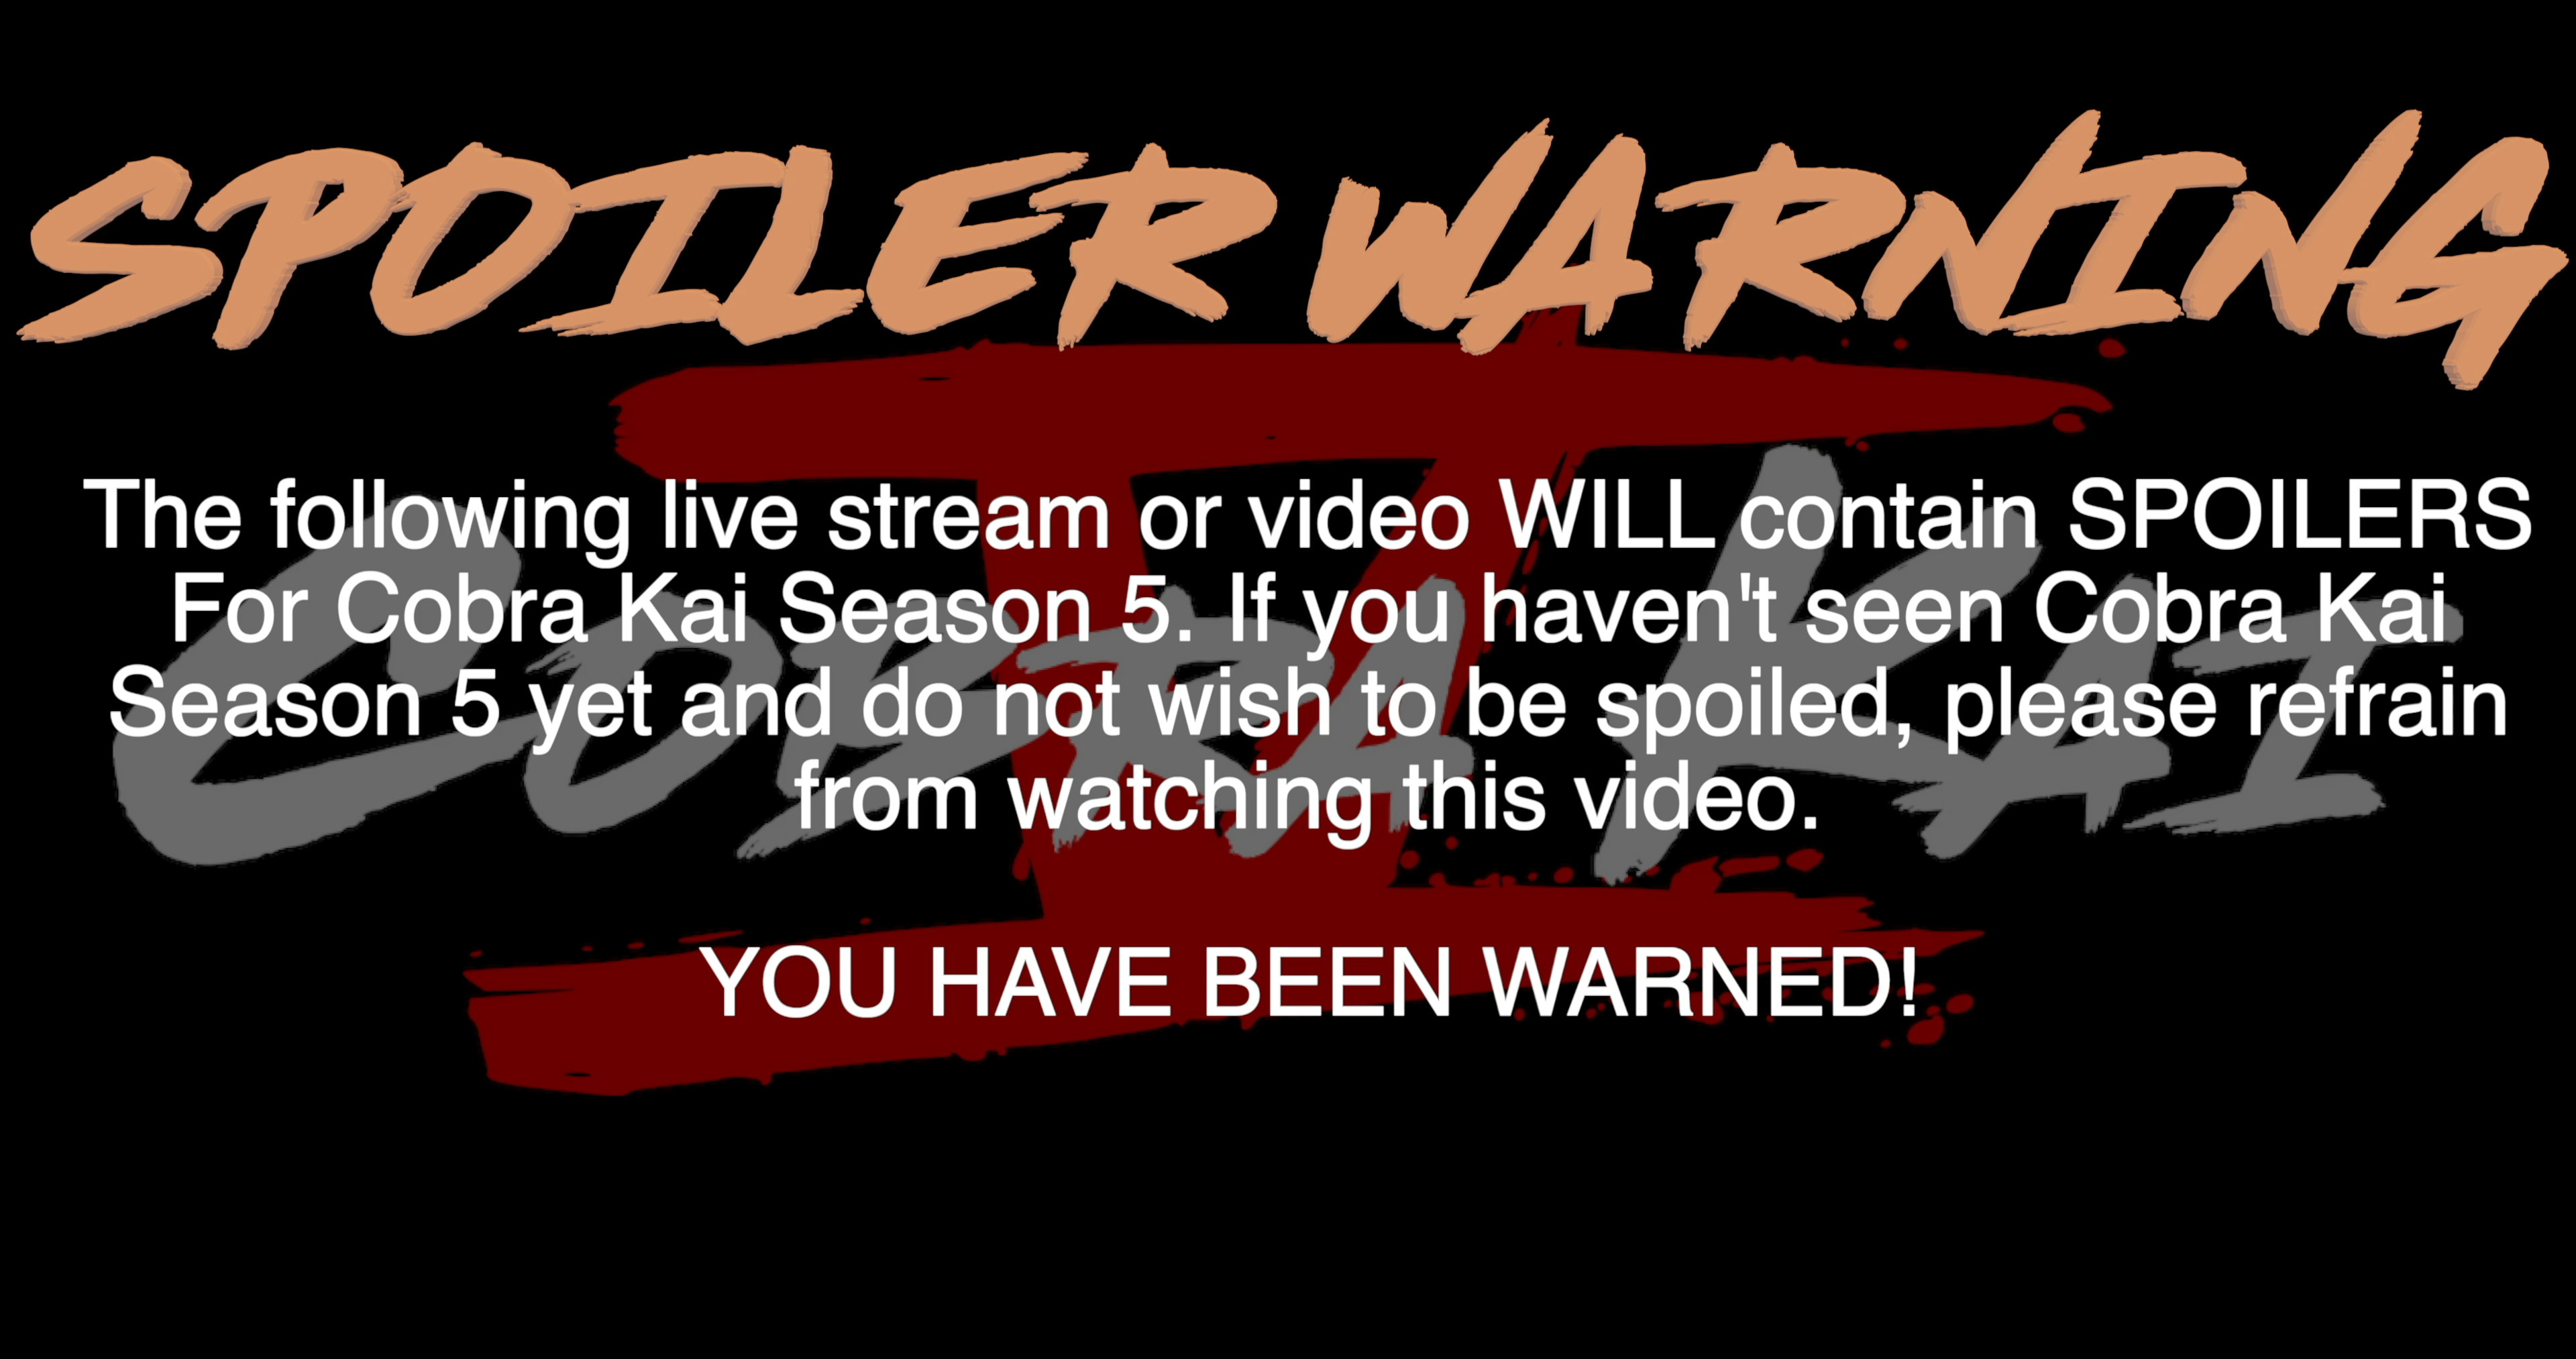 SPOILER WARNING
The following live stream or video WILL contain SPOILERS
For Cobra Kai Season 5. If you haven't seen Cobra Kai
Season 5 yet and do not wish to be spoiled, please refrain
from watching this video.
COBRA KAI
V
YOU HAVE BEEN WARNED!